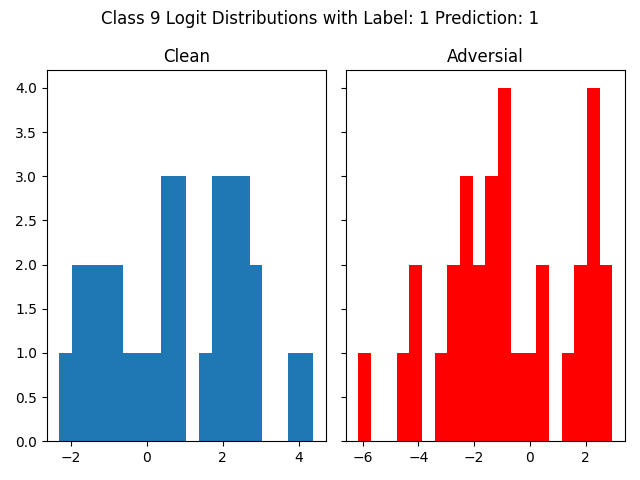 Class 9 Logit Distributions with Label: 1 Prediction: 1
Clean
Adversial
4.0
3.5
3.0
2.5
2.0
1.5
1.0
0.5
0.0
−2 0 2 4
−6 −4 −2 0 2